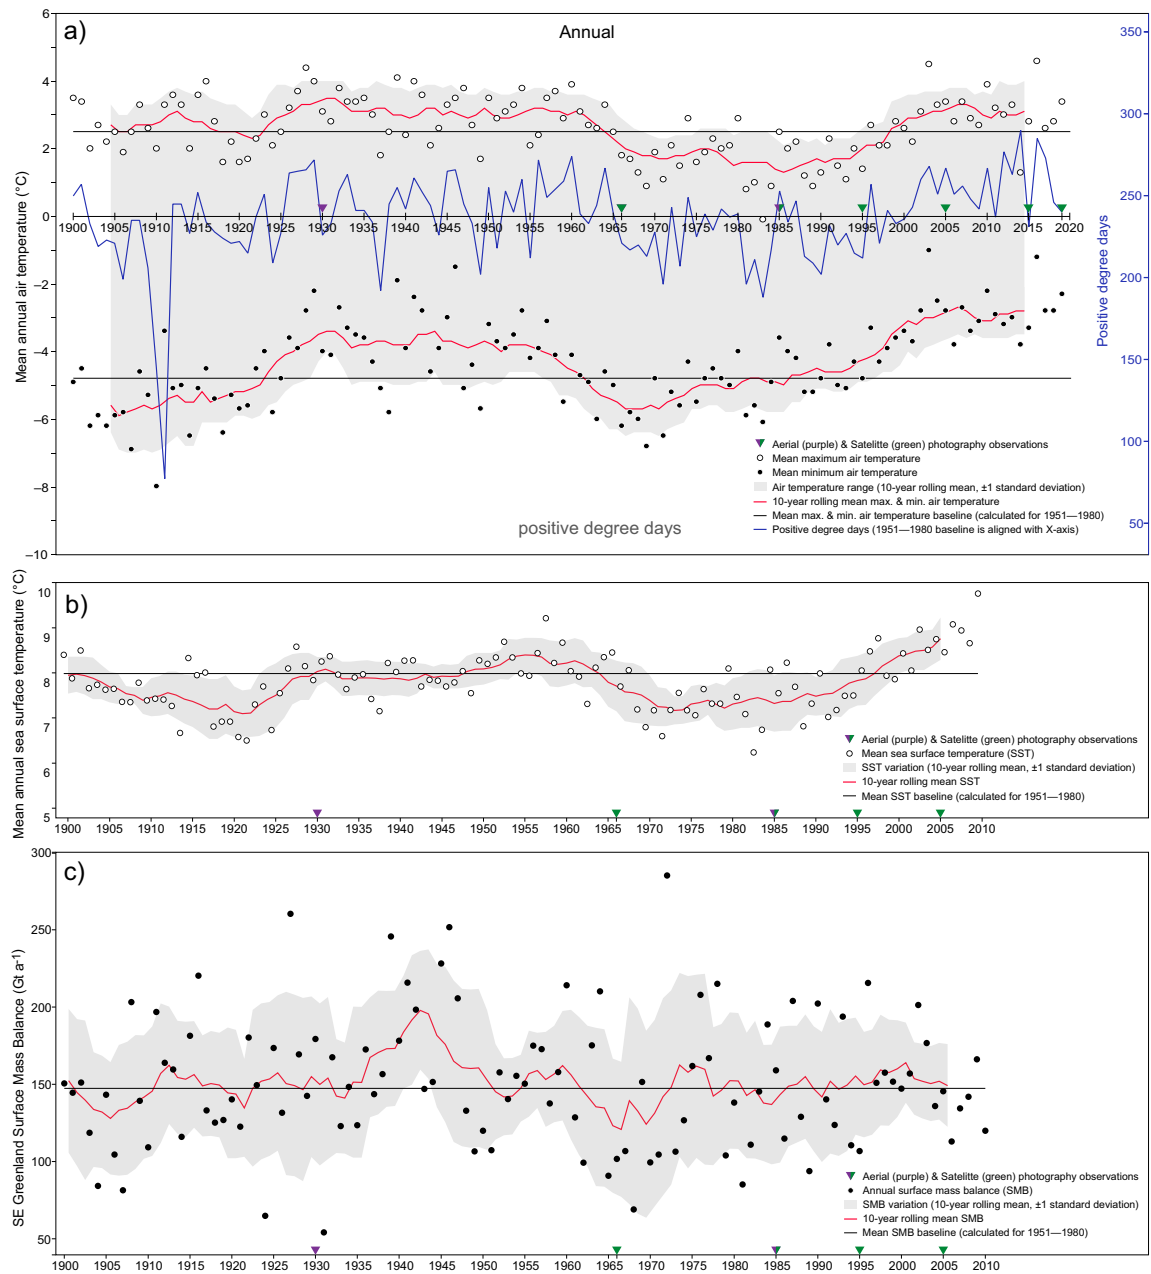 a)
Annual
Mean annual air temperature (°C)
6
4
2
0
–2
–4
–6
–8
–10
Positive degree days
350
300
250
200
150
100
50
1900 1905 1910 1915 1920 1925 1930 1935 1940 1945 1950 1955 1960 1965 1970 1975 1980 1985 1990 1995 2000 2005 2010 2015 2020
Aerial (purple) & Satelitte (green) photography observations
Mean maximum air temperature
Mean minimum air temperature
Air temperature range (10-year rolling mean, ±1 standard deviation)
10-year rolling mean max. & min. air temperature
Mean max. & min. air temperature baseline (calculated for 1951—1980)
Positive degree days (1951—1980 baseline is aligned with X-axis)
positive degree days
b)
Mean annual sea surface temperature (°C)
10
9
8
7
6
5
Aerial (purple) & Satelitte (green) photography observations
Mean sea surface temperature (SST)
SST variation (10-year rolling mean, ±1 standard deviation)
10-year rolling mean SST
Mean SST baseline (calculated for 1951—1980)
1900 1905 1910 1915 1920 1925 1930 1935 1940 1945 1950 1955 1960 1965 1970 1975 1980 1985 1990 1995 2000 2005 2010
c)
SE Greenland Surface Mass Balance (Gt a-1)
300
250
200
150
100
50
Aerial (purple) & Satelitte (green) photography observations
Annual surface mass balance (SMB)
SMB variation (10-year rolling mean, ±1 standard deviation)
10-year rolling mean SMB
Mean SMB baseline (calculated for 1951—1980)
1900 1905 1910 1915 1920 1925 1930 1935 1940 1945 1950 1955 1960 1965 1970 1975 1980 1985 1990 1995 2000 2005 2010